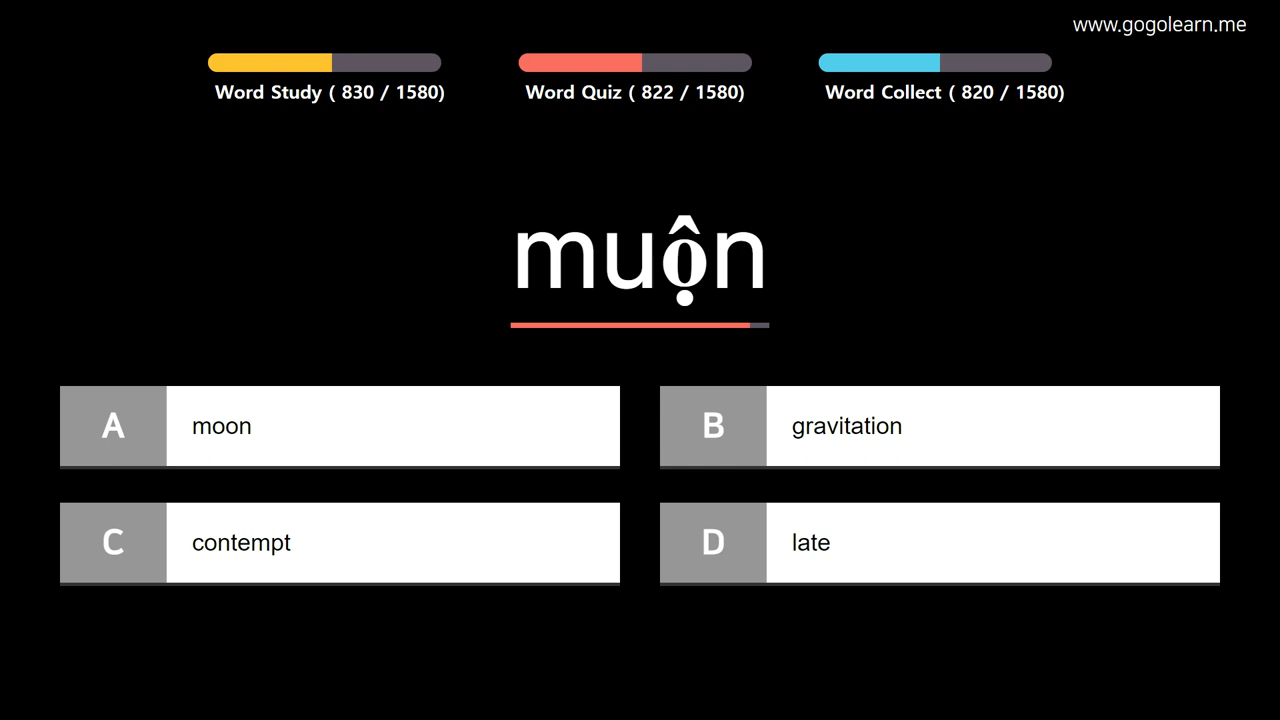 www.gogolearn.me
Word Study ( 830 / 1580)
Word Quiz ( 822 / 1580)
Word Collect ( 820 / 1580)
muộn
A moon
B gravitation
C contempt
D late